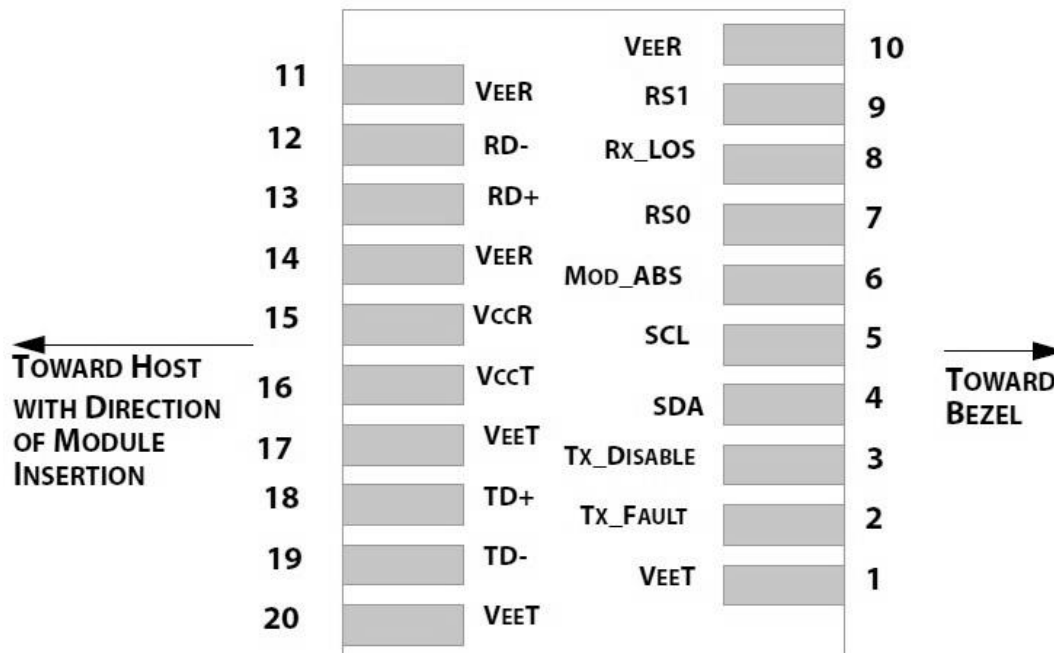 11 VEER
12 RD-
13 RD+
14 VEER
15 VCCR
16 VCCT
17 VEET
18 TD+
19 TD-
20 VEET
VEER 10
RS1 9
RX_LOS 8
RS0 7
MOD_ABS 6
SCL 5
SDA 4
TX_DISABLE 3
TX_FAULT 2
VEET 1
TOWARD HOST
WITH DIRECTION
OF MODULE
INSERTION
TOWARD
BEZEL